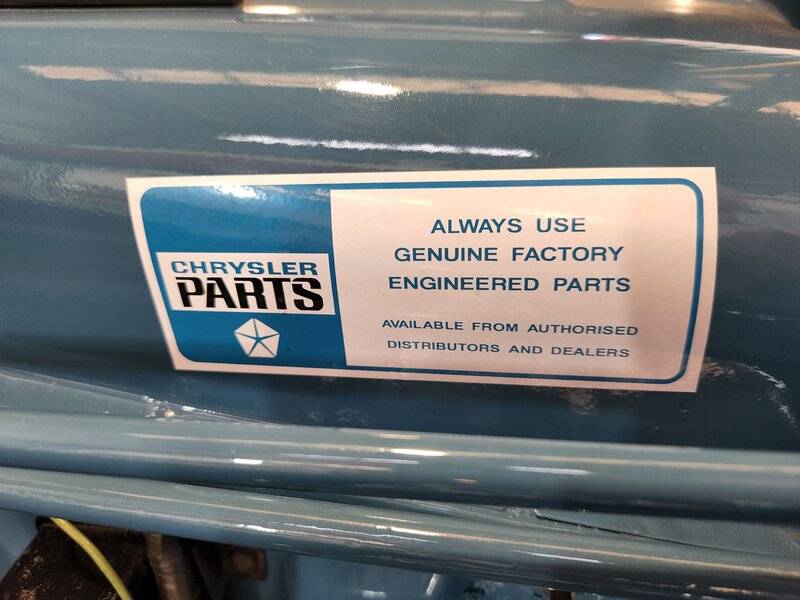 CHRYSLER
PARTS
ALWAYS USE
GENUINE FACTORY
ENGINEERED PARTS
AVAILABLE FROM AUTHORISED
DISTRIBUTORS AND DEALERS